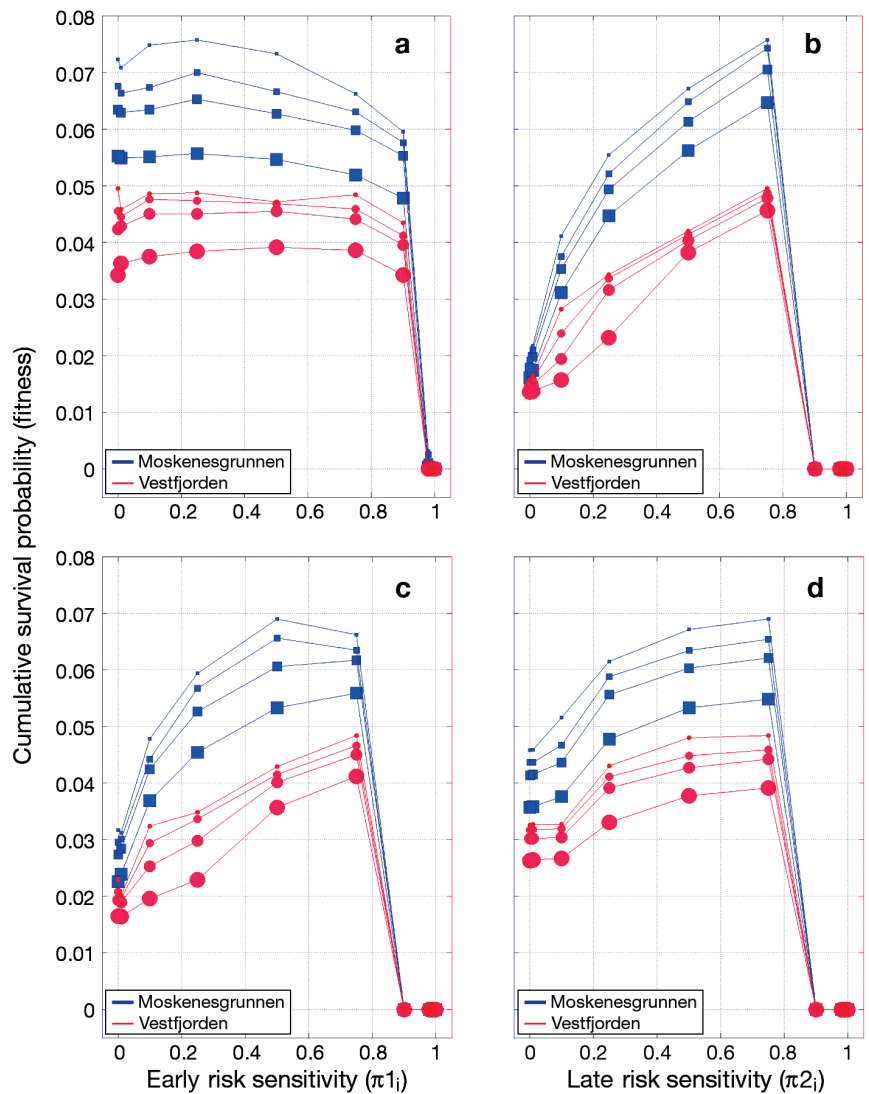 Cumulative survival probability (fitness)
a
0.08
0.07
0.06
0.05
0.04
0.03
0.02
0.01
0
Moskenesgrunnen
Vestfjorden
0 0.2 0.4 0.6 0.8 1
b
Moskenesgrunnen
Vestfjorden
0 0.2 0.4 0.6 0.8 1
c
0.08
0.07
0.06
0.05
0.04
0.03
0.02
0.01
0
Moskenesgrunnen
Vestfjorden
0 0.2 0.4 0.6 0.8 1
Early risk sensitivity (π1i)
d
Moskenesgrunnen
Vestfjorden
0 0.2 0.4 0.6 0.8 1
Late risk sensitivity (π2i)